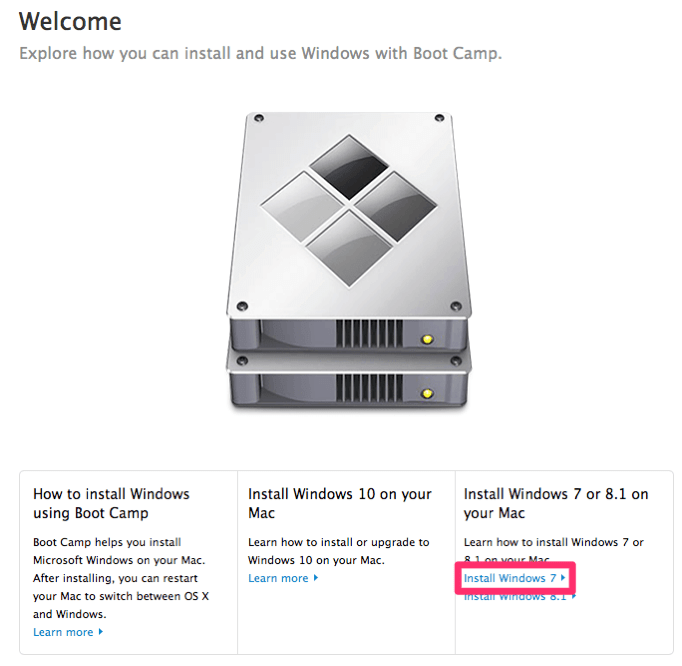 Welcome
Explore how you can install and use Windows with Boot Camp.
How to install Windows
using Boot Camp
Boot Camp helps you install
Microsoft Windows on your Mac.
After installing, you can restart
your Mac to switch between OS X
and Windows.
Learn more
Install Windows 10 on your
Mac
Learn how to install or upgrade to
Windows 10 on your Mac.
Learn more
Install Windows 7 or 8.1 on
your Mac
Learn how to install Windows 7 or
8.1 on your Mac
Install Windows 7
Install Windows 8.1